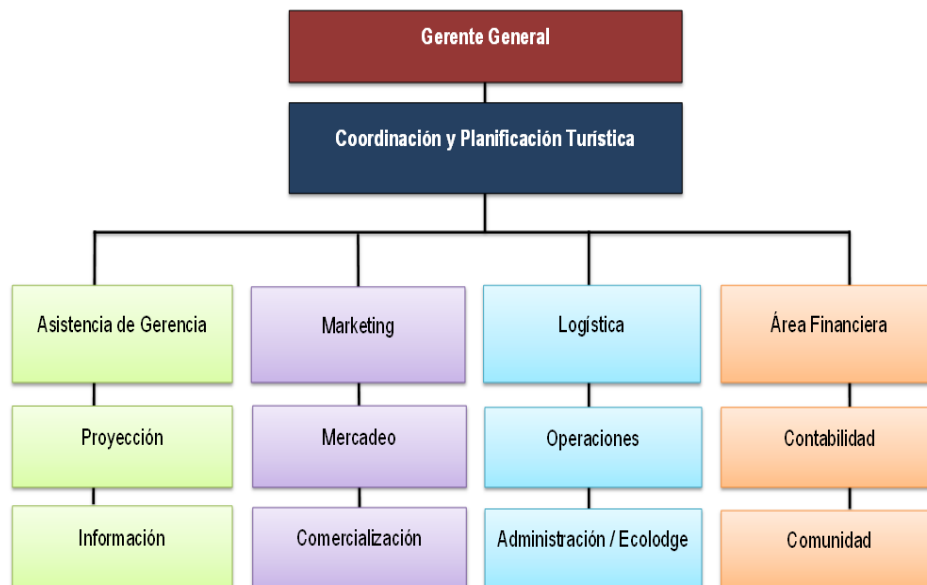 Gerente General
Coordinación y Planificación Turística
Asistencia de Gerencia
Marketing
Logística
Área Financiera
Proyección
Mercadeo
Operaciones
Contabilidad
Información
Comercialización
Administración / Ecolodge
Comunidad